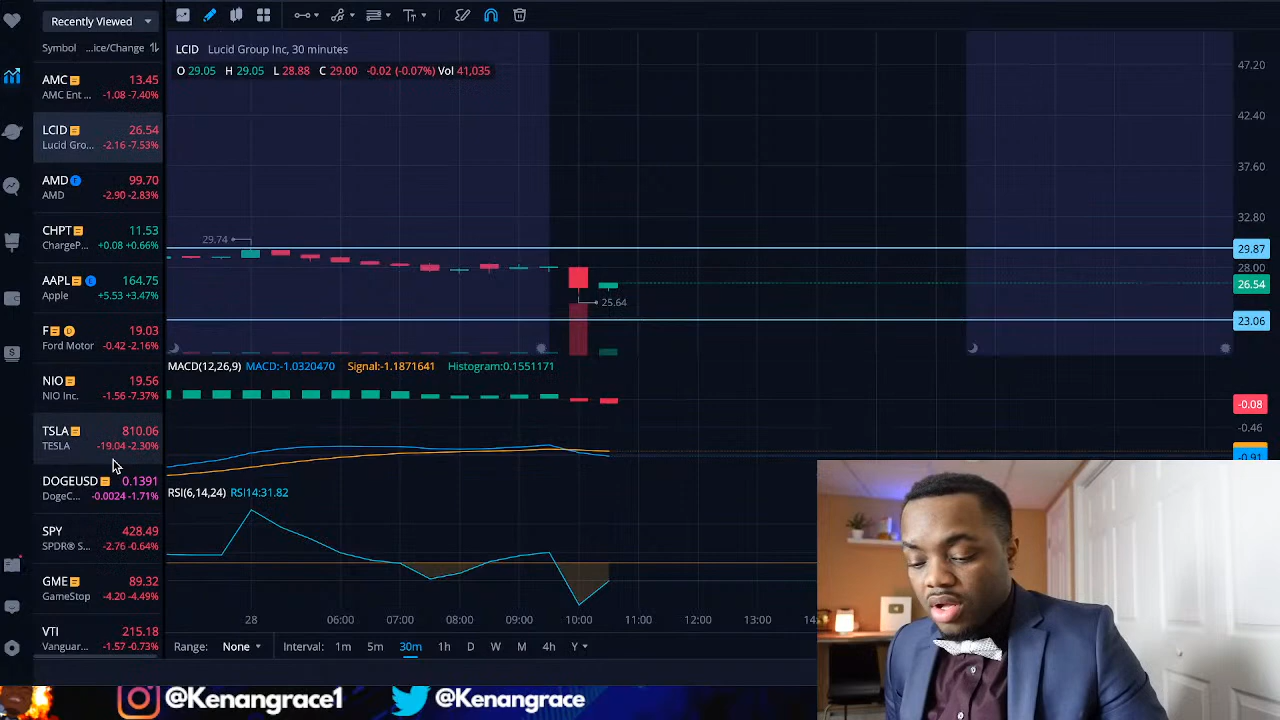 Recently Viewed
Symbol ...ice/Change
AMC 13.45
AMC Ent ... -1.08 -7.40%
LCID 26.54
Lucid Gro... -2.16 -7.53%
AMD 99.70
AMD -2.90 -2.83%
CHPT 11.53
ChargeP... +0.08 +0.66%
AAPL 164.75
Apple +5.53 +3.47%
F 19.03
Ford Motor -0.42 -2.16%
NIO 19.56
NIO Inc. -1.56 -7.37%
TSLA 810.06
TESLA -19.04 -2.30%
DOGEUSD 0.1391
DogeC... -0.0024 -1.71%
SPY 428.49
SPDR® S... -2.76 -0.64%
GME 89.32
GameStop -4.20 -4.49%
VTI 215.18
Vanguar... -1.57 -0.73%
LCID Lucid Group Inc, 30 minutes
O 29.05 H 29.05 L 28.88 C 29.00 -0.02 (-0.07%) Vol 41,035
47.20
42.40
37.60
32.80
29.74
29.87
28.00
26.54
25.64
23.06
MACD(12,26,9) MACD:-1.0320470 Signal:-1.1871641 Histogram:0.1551171
-0.08
-0.46
-0.91
RSI(6,14,24) RSI14:31.82
28 06:00 07:00 08:00 09:00 10:00 11:00 12:00 13:00
Range: None Interval: 1m 5m 30m 1h D W M 4h Y
@Kenangrace1 @Kenangrace